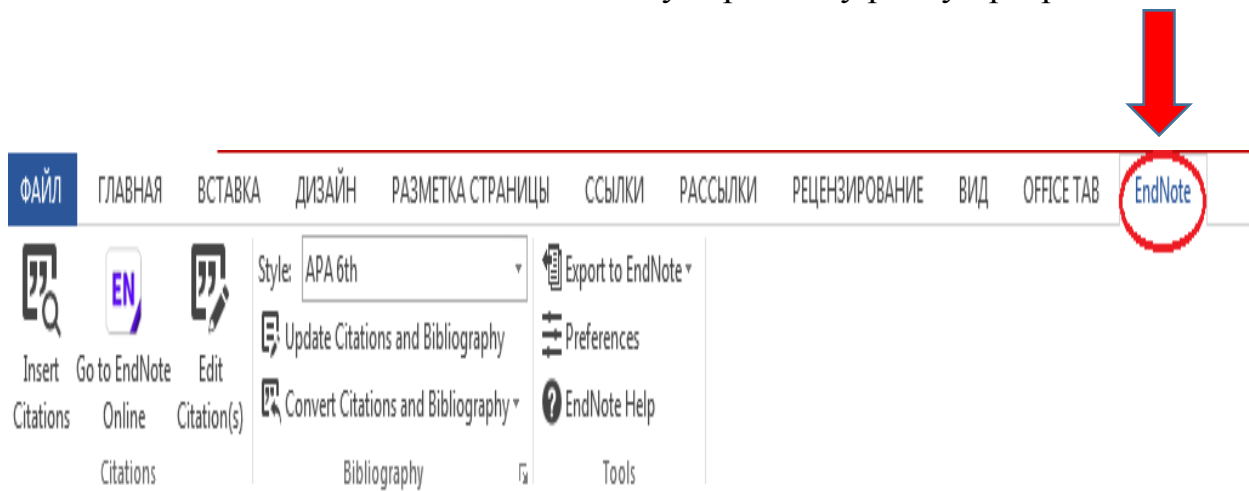 ФАЙЛ ГЛАВНАЯ ВСТАВКА ДИЗАЙН РАЗМЕТКА СТРАНИЦЫ ССЫЛКИ РАССЫЛКИ РЕЦЕНЗИРОВАНИЕ ВИД OFFICE TAB EndNote
Insert Citations
EN
Go to EndNote Online
Edit Citation(s)
Citations
Style: APA 6th
Update Citations and Bibliography
Convert Citations and Bibliography
Bibliography
Export to EndNote
Preferences
EndNote Help
Tools